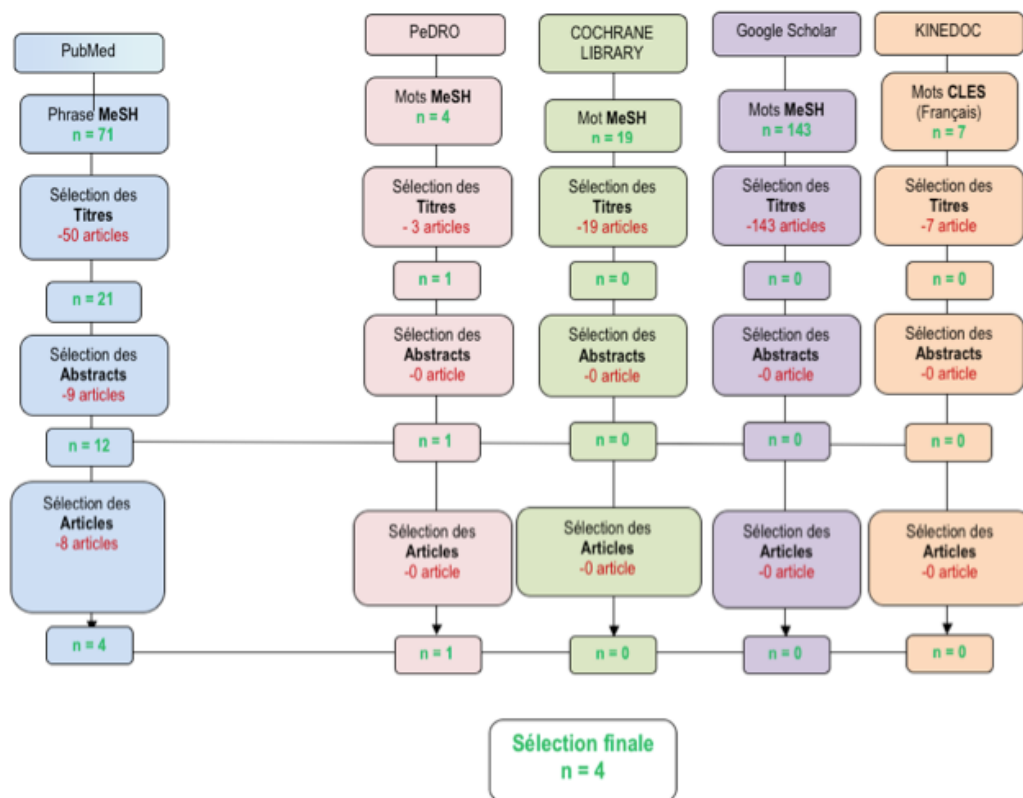 PubMed
Phrase MeSH
n = 71
Sélection des
Titres
-50 articles
n = 21
Sélection des
Abstracts
-9 articles
n = 12
Sélection des
Articles
-8 articles
n = 4
PeDRO
Mots MeSH
n = 4
Sélection des
Titres
- 3 articles
n = 1
Sélection des
Abstracts
-0 article
n = 1
Sélection des
Articles
-0 article
n = 1
COCHRANE
LIBRARY
Mot MeSH
n = 19
Sélection des
Titres
-19 articles
n = 0
Sélection des
Abstracts
-0 article
n = 0
Sélection des
Articles
-0 article
n = 0
Google Scholar
Mots MeSH
n = 143
Sélection des
Titres
-143 articles
n = 0
Sélection des
Abstracts
-0 article
n = 0
Sélection des
Articles
-0 article
n = 0
KINEDOC
Mots CLES
(Français)
n = 7
Sélection des
Titres
-7 article
n = 0
Sélection des
Abstracts
-0 article
n = 0
Sélection des
Articles
-0 article
n = 0
Sélection finale
n = 4